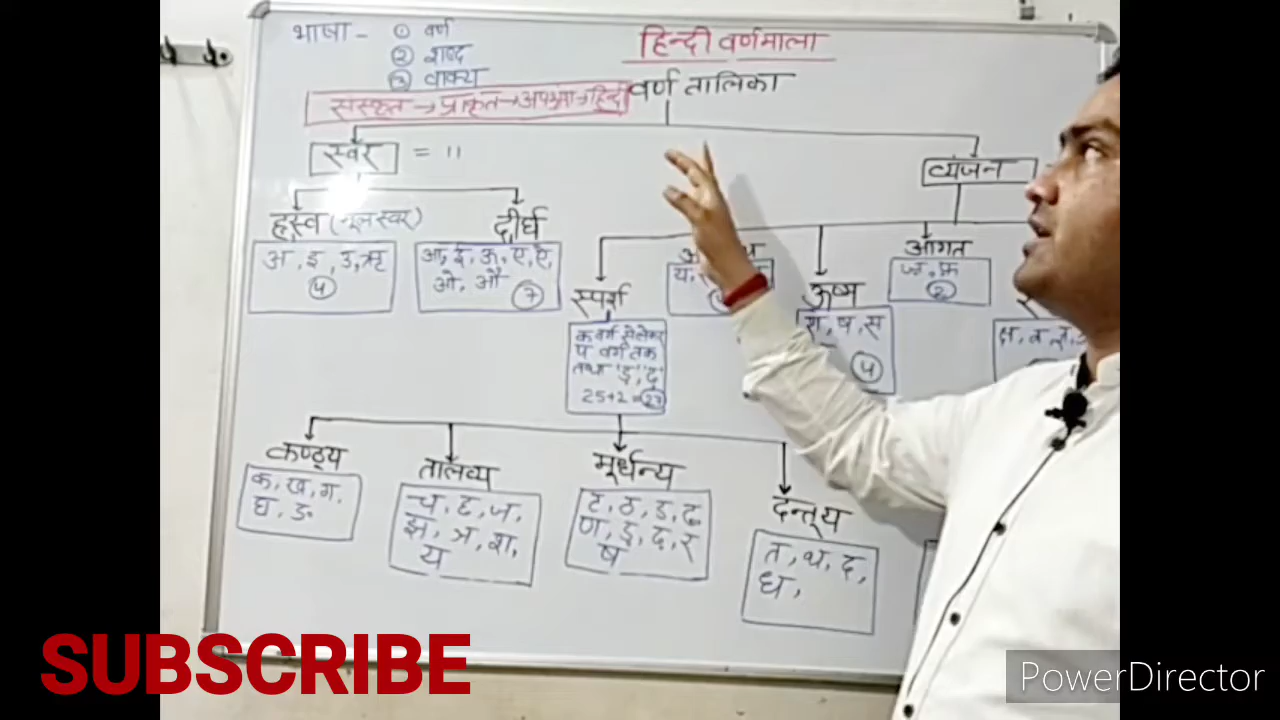 भाषा - ① वर्ण
② शब्द
③ वाक्य
हिन्दी वर्णमाला
वर्ण तालिका
संस्कृत → प्राकृत → अपभ्रंश → हिन्दी
स्वर = 11
व्यंजन
ह्रस्व (मूल स्वर)
अ, इ, उ, ऋ
④
दीर्घ
आ, ई, ऊ, ए, ऐ,
ओ, औ ⑦
स्पर्श
क वर्ग से लेकर
प वर्ग तक
तथा 'ड़', 'ढ़'
25+2=27
य,
ऊष्म
श, ष, स
④
आगत
ज़, फ़
②
कण्ठ्य
क, ख, ग,
घ, ङ
तालव्य
च, छ, ज,
झ, ञ, श,
य
मूर्धन्य
ट, ठ, ड, ढ,
ण, ड़, ढ़, र
ष
दन्त्य
त, थ, द,
ध,
SUBSCRIBE
PowerDirector